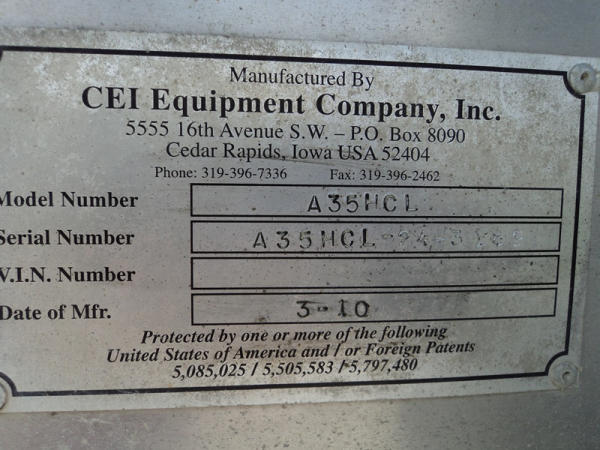 Manufactured By
CEI Equipment Company, Inc.
5555 16th Avenue S.W. – P.O. Box 8090
Cedar Rapids, Iowa USA 52404
Phone: 319-396-7336 Fax: 319-396-2462
Model Number A35HCL
Serial Number
V.I.N. Number
Date of Mfr. 3-10
Protected by one or more of the following
United States of America and / or Foreign Patents
5,085,025 / 5,505,583 / 5,797,480